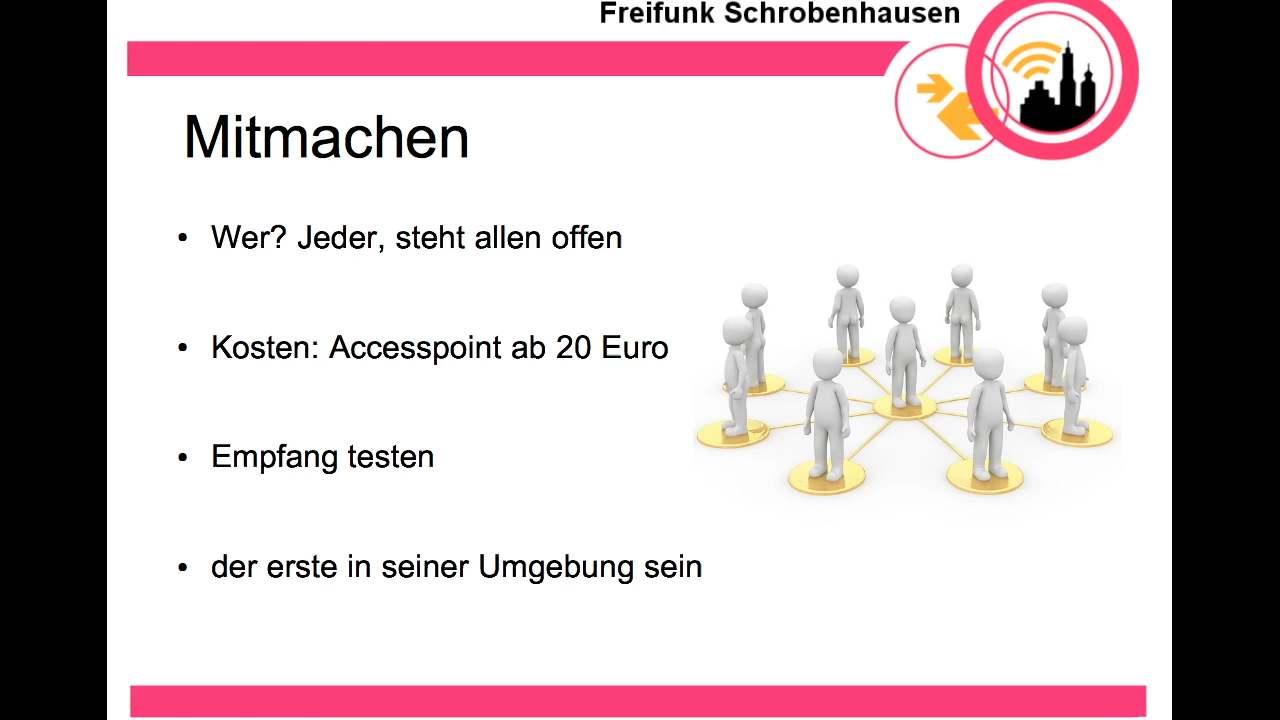 Freifunk Schrobenhausen
Mitmachen
• Wer? Jeder, steht allen offen
• Kosten: Accesspoint ab 20 Euro
• Empfang testen
• der erste in seiner Umgebung sein